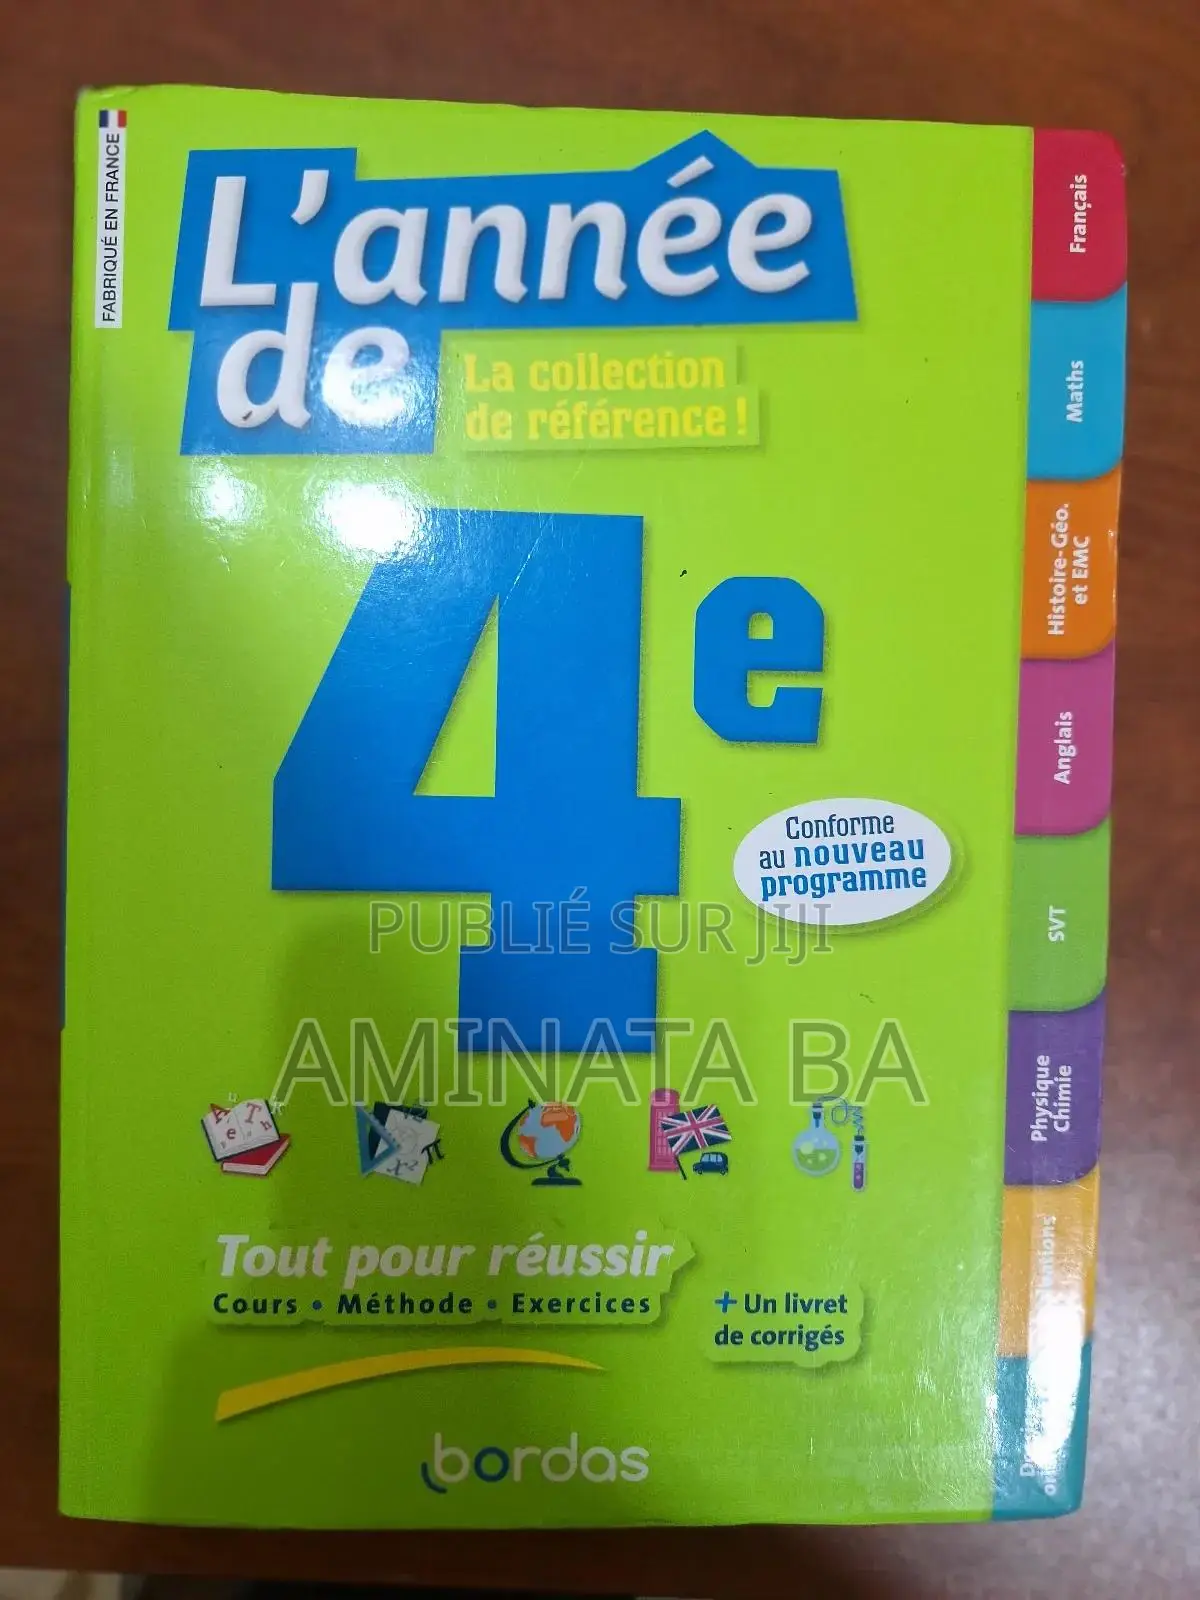 FABRIQUÉ EN FRANCE
L'année
de
La collection
de référence !
4e
Conforme
au nouveau
programme
PUBLIÉ SUR JIJI
AMINATA BA
Tout pour réussir
Cours • Méthode • Exercices
+ Un livret
de corrigés
bordas
Français
Maths
Histoire-Géo.
et EMC
Anglais
SVT
Physique
Chimie